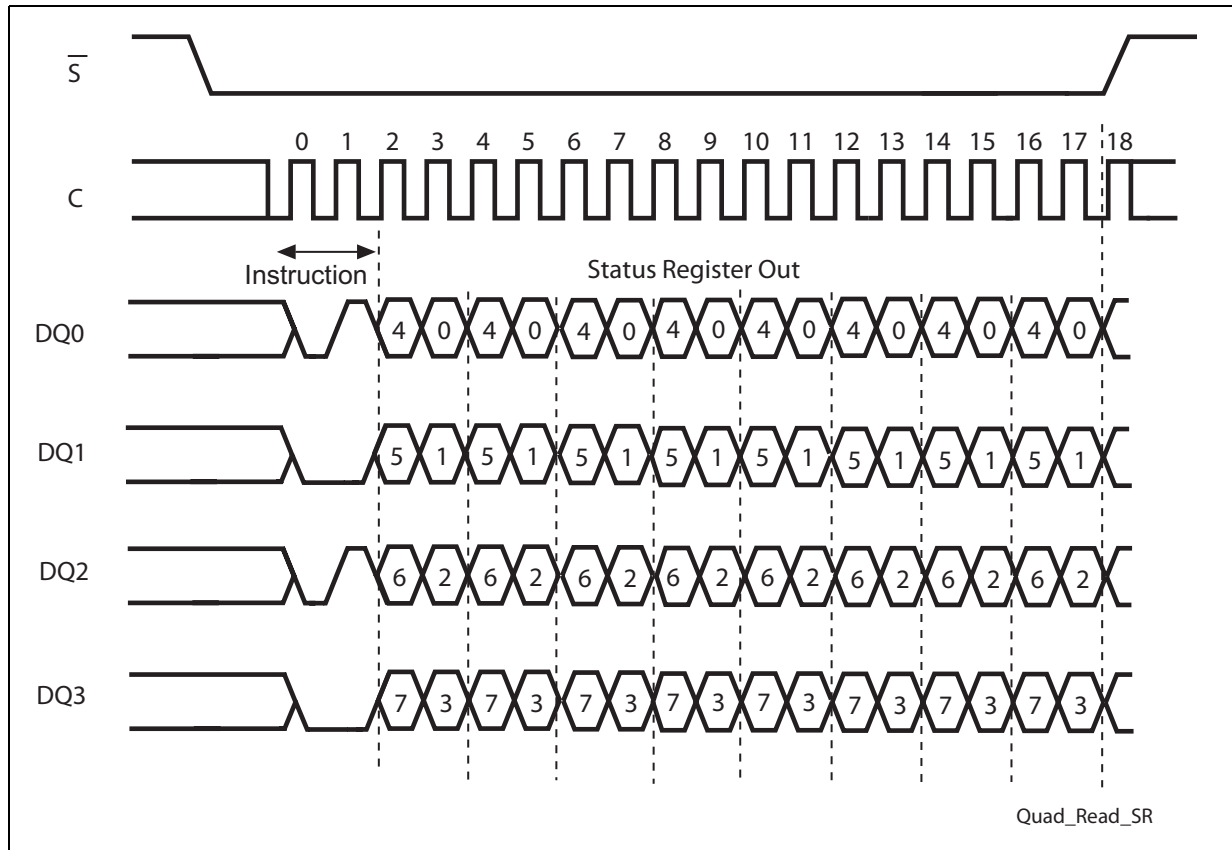 S
0 1 2 3 4 5 6 7 8 9 10 11 12 13 14 15 16 17 18
C
Instruction
Status Register Out
DQ0 4 0 4 0 4 0 4 0 4 0 4 0 4 0 4 0
DQ1 5 1 5 1 5 1 5 1 5 1 5 1 5 1 5 1
DQ2 6 2 6 2 6 2 6 2 6 2 6 2 6 2 6 2
DQ3 7 3 7 3 7 3 7 3 7 3 7 3 7 3 7 3
Quad_Read_SR